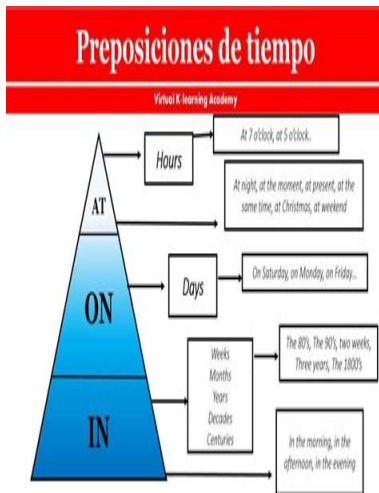 Preposiciones de tiempo
Virtual K-learning Academy
AT
Hours
At 7 o'clock, at 5 o'clock..
At night, at the moment, at present, at the
same time, at Christmas, at weekend
ON
Days
On Saturday, on Monday, on Friday...
IN
Weeks
Months
Years
Decades
Centuries
The 80's, The 90's, two weeks,
Three years, The 1800's
In the morning, in the
afternoon, in the evening